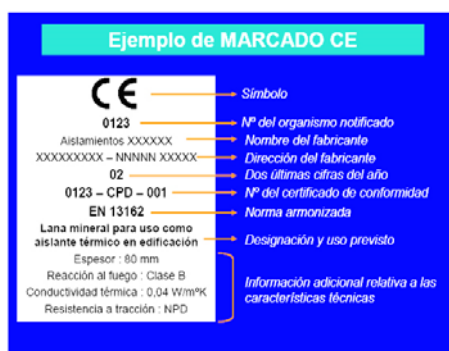 Ejemplo de MARCADO CE
CE
Símbolo
0123
Nº del organismo notificado
Aislamientos XXXXXX
Nombre del fabricante
XXXXXXXXX – NNNNN XXXXX
Dirección del fabricante
02
Dos últimas cifras del año
0123 – CPD – 001
Nº del certificado de conformidad
EN 13162
Norma armonizada
Lana mineral para uso como
aislante térmico en edificación
Designación y uso previsto
Espesor : 80 mm
Reacción al fuego : Clase B
Conductividad térmica : 0,04 W/mºK
Resistencia a tracción : NPD
Información adicional relativa a las
características técnicas